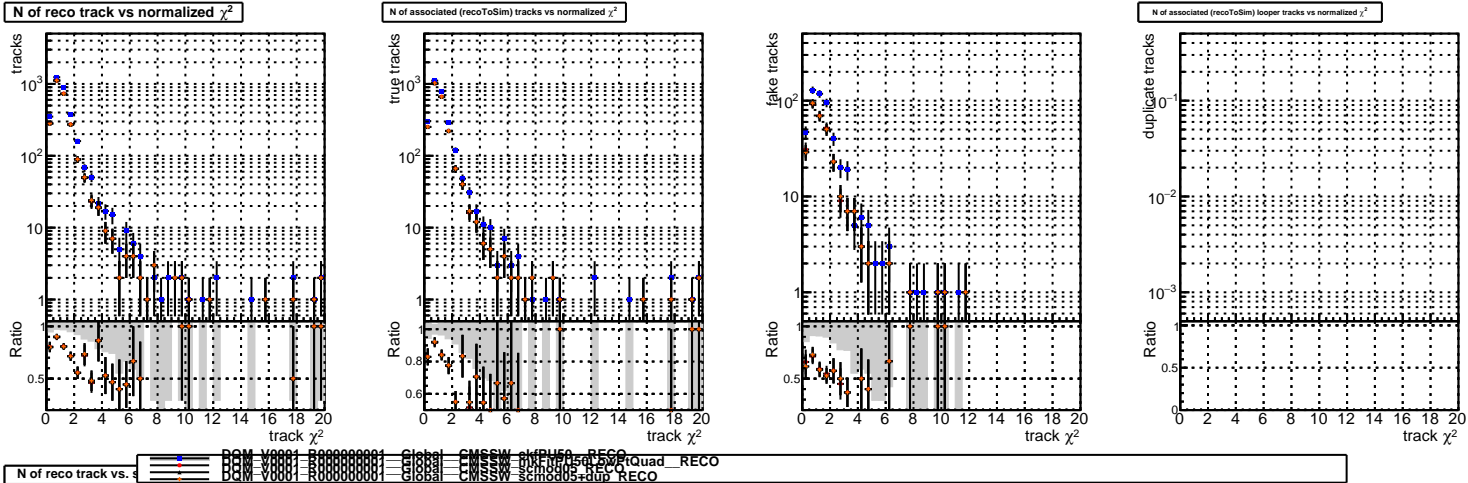 N of reco track vs normalized χ²
N of associated (recoToSim) tracks vs normalized χ²
N of associated (recoToSim) looper tracks vs normalized χ²
tracks
10³
10²
10
1
Ratio
1
0.5
0 2 4 6 8 10 12 14 16 18 20
track χ²
true tracks
10³
10²
10
1
Ratio
1
0.8
0.6
0 2 4 6 8 10 12 14 16 18 20
track χ²
fake tracks
10²
10
1
Ratio
1
0.5
0 2 4 6 8 10 12 14 16 18 20
track χ²
duplicate tracks
10⁻¹
10⁻²
10⁻³
Ratio
1
0.5
0
0 2 4 6 8 10 12 14 16 18 20
track χ²
N of reco track vs.
DQM_V0001_R000000001__Global__CMSSW_ckfPU50__RECO
DQM_V0001_R000000001__Global__CMSSW_mkFitPU50LowPtQuad__RECO
DQM_V0001_R000000001__Global__CMSSW_scmod05_RECO
DQM_V0001_R000000001__Global__CMSSW_scmod05+dup_RECO